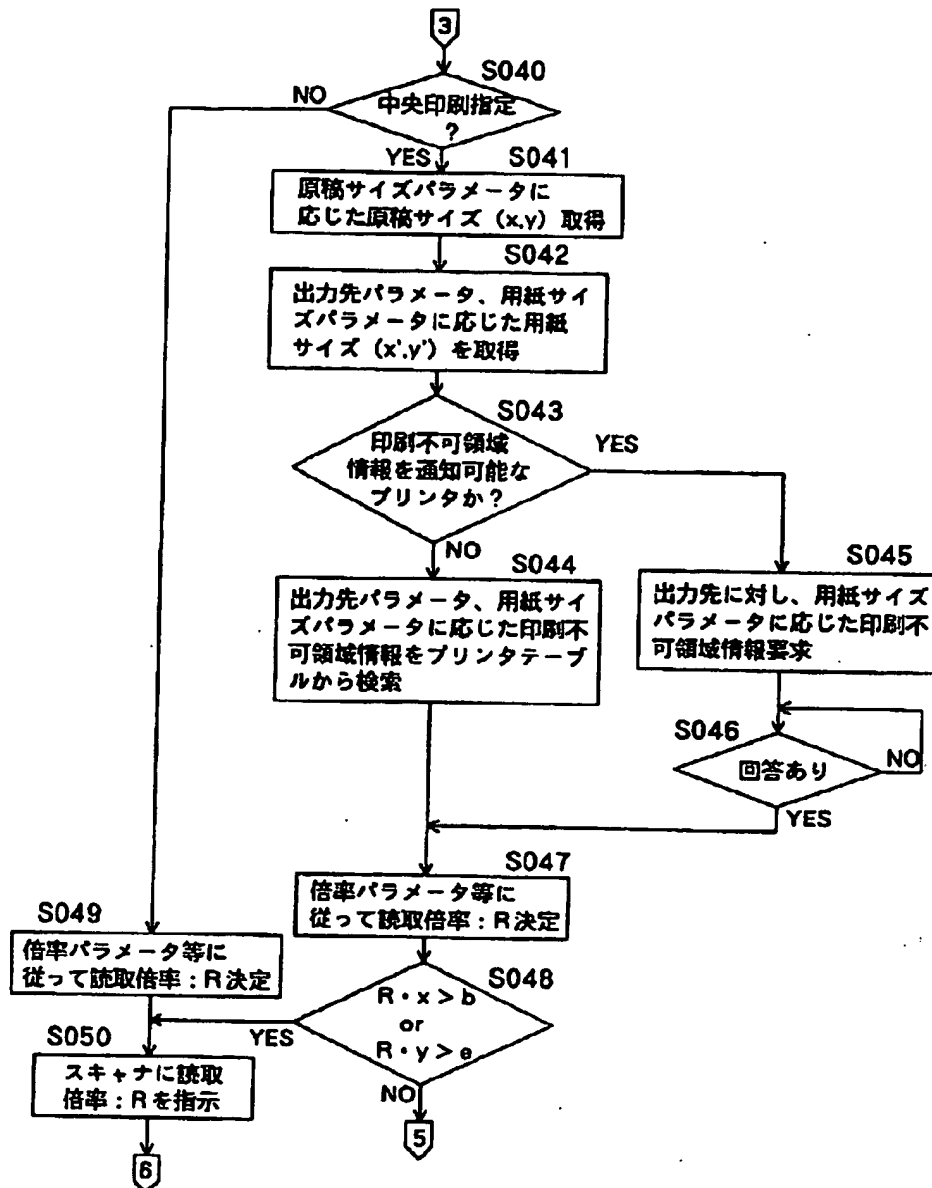 3
S040
NO
中央印刷指定
?
YES
S041
原稿サイズパラメータに
応じた原稿サイズ (x,y) 取得
S042
出力先パラメータ、用紙サイ
ズパラメータに応じた用紙
サイズ (x',y') を取得
S043
印刷不可領域
情報を通知可能な
プリンタか?
YES
NO
S044
出力先パラメータ、用紙サイ
ズパラメータに応じた印刷不
可領域情報をプリンタテーブ
ルから検索
S045
出力先に対し、用紙サイズ
パラメータに応じた印刷不
可領域情報要求
S046
回答あり
NO
YES
S047
倍率パラメータ等に
従って読取倍率:R決定
S049
倍率パラメータ等に
従って読取倍率:R決定
S048
R・x>b
or
R・y>e
YES
NO
S050
スキャナに読取
倍率:Rを指示
5
6